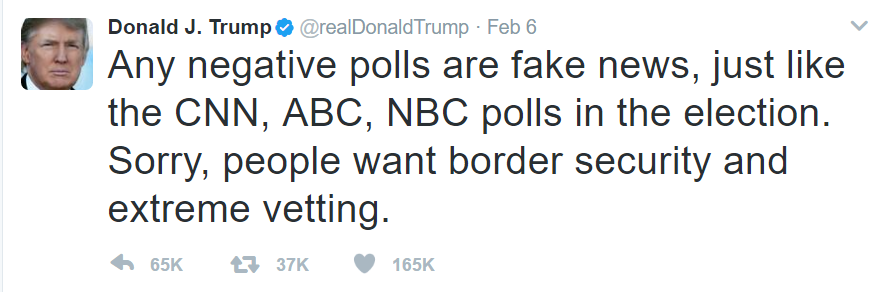 Donald J. Trump @realDonaldTrump · Feb 6
Any negative polls are fake news, just like
the CNN, ABC, NBC polls in the election.
Sorry, people want border security and
extreme vetting.
65K 37K 165K